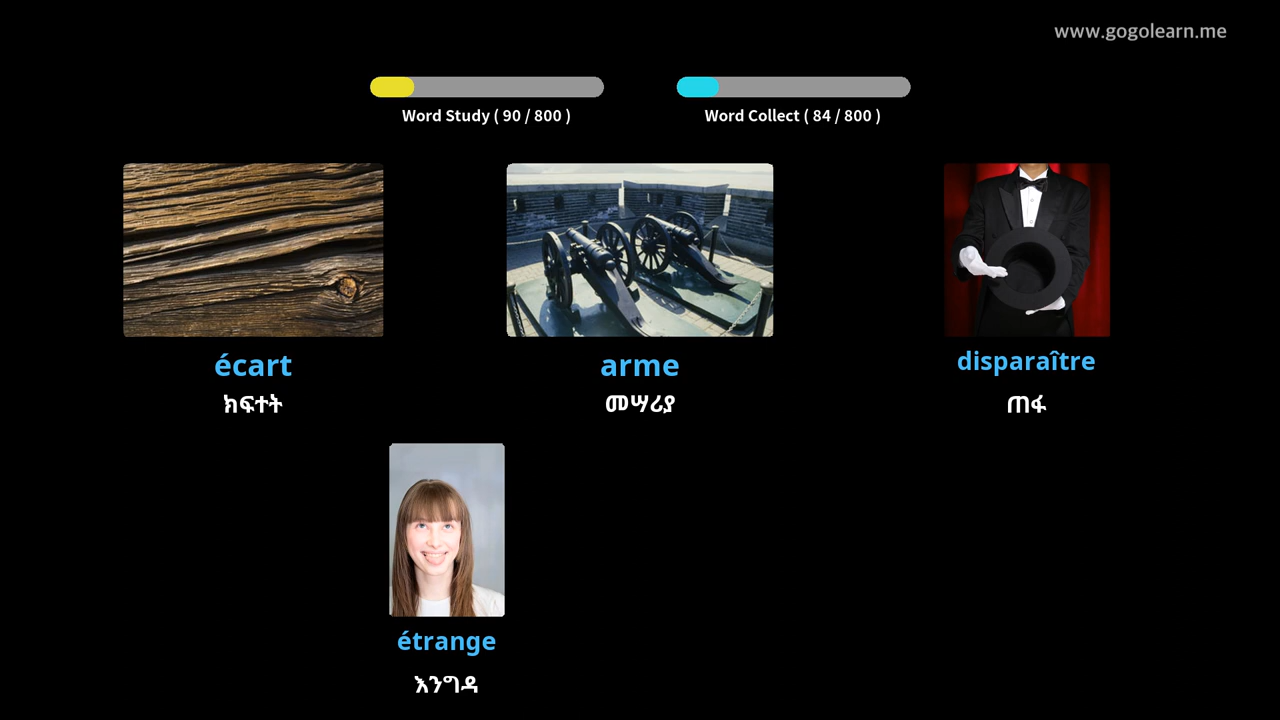 www.gogolearn.me
Word Study ( 90 / 800 )
Word Collect ( 84 / 800 )
écart
ክፍተት
arme
መሣሪያ
disparaître
ጠፋ
étrange
እንግዳ